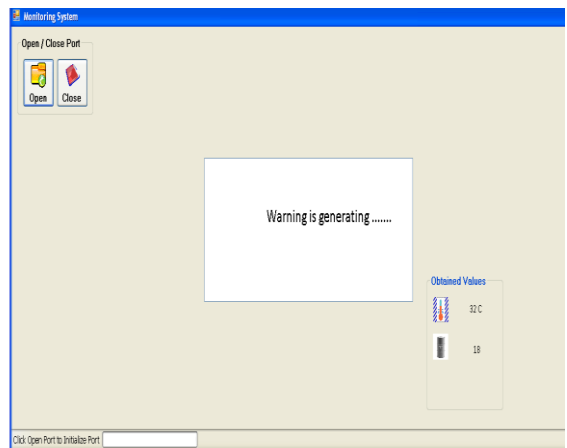 Monitoring System
Open / Close Port
Open Close
Warning is generating .......
Obtained Values
32 C
18
Click Open Port to Initialize Port